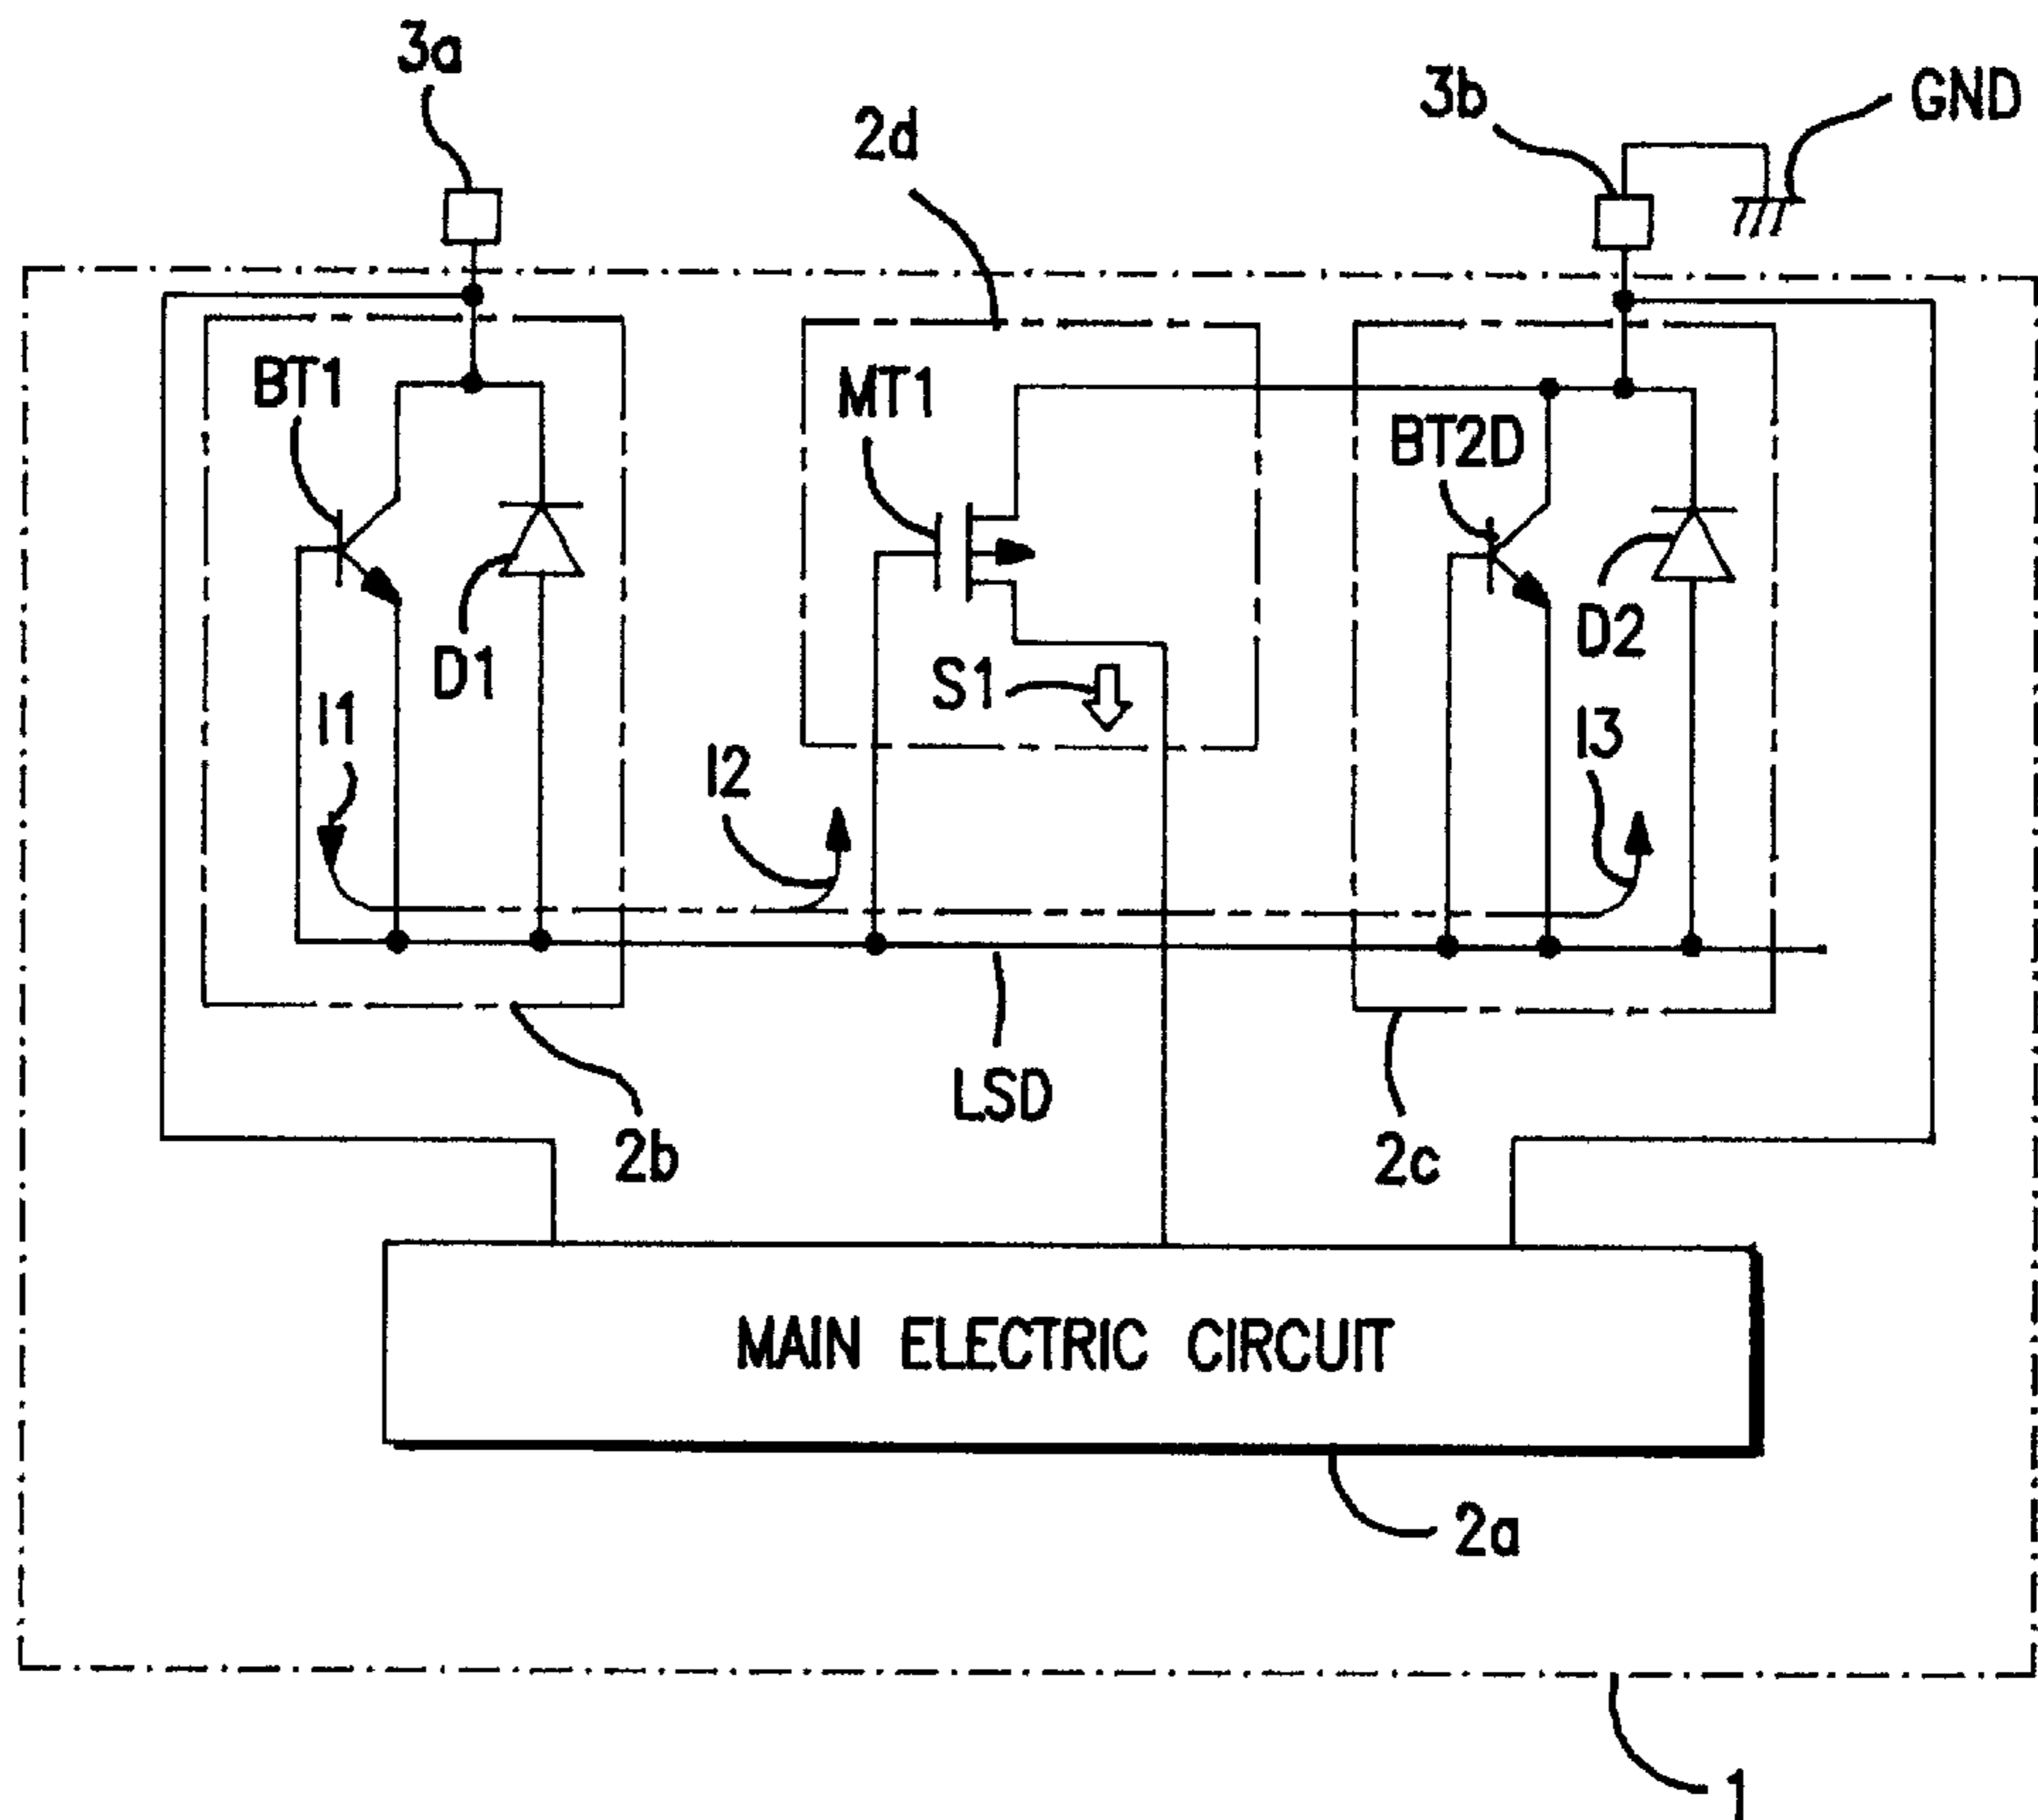 3a
3b
GND
2d
BT1
MT1
BT2D
D1
S1
D2
I1
I2
I3
LSD
2b
2c
MAIN ELECTRIC CIRCUIT
2a
1